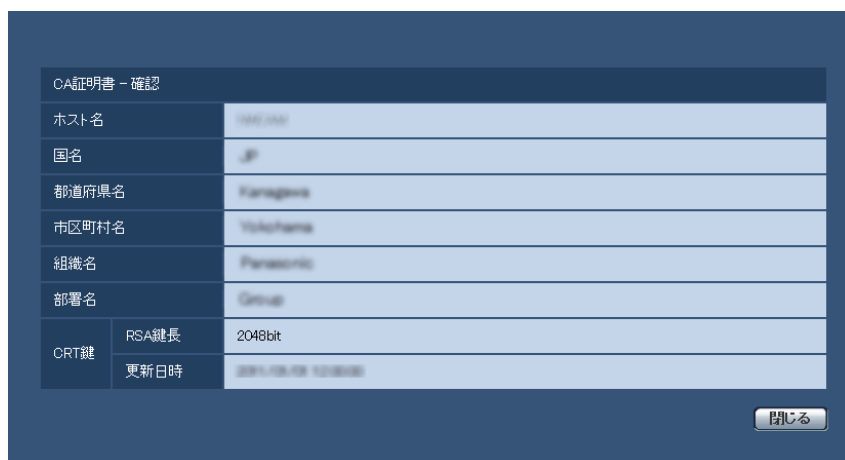 CA証明書 - 確認
ホスト名
国名 JP
都道府県名 Kanagawa
市区町村名 Yokohama
組織名 Panasonic
部署名 Group
CRT鍵
RSA鍵長 2048bit
更新日時
閉じる